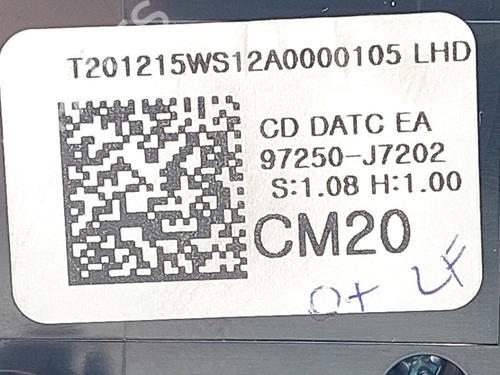 T201215WS12A0000105 LHD
CD DATC EA
97250-J7202
S:1.08 H:1.00
CM20